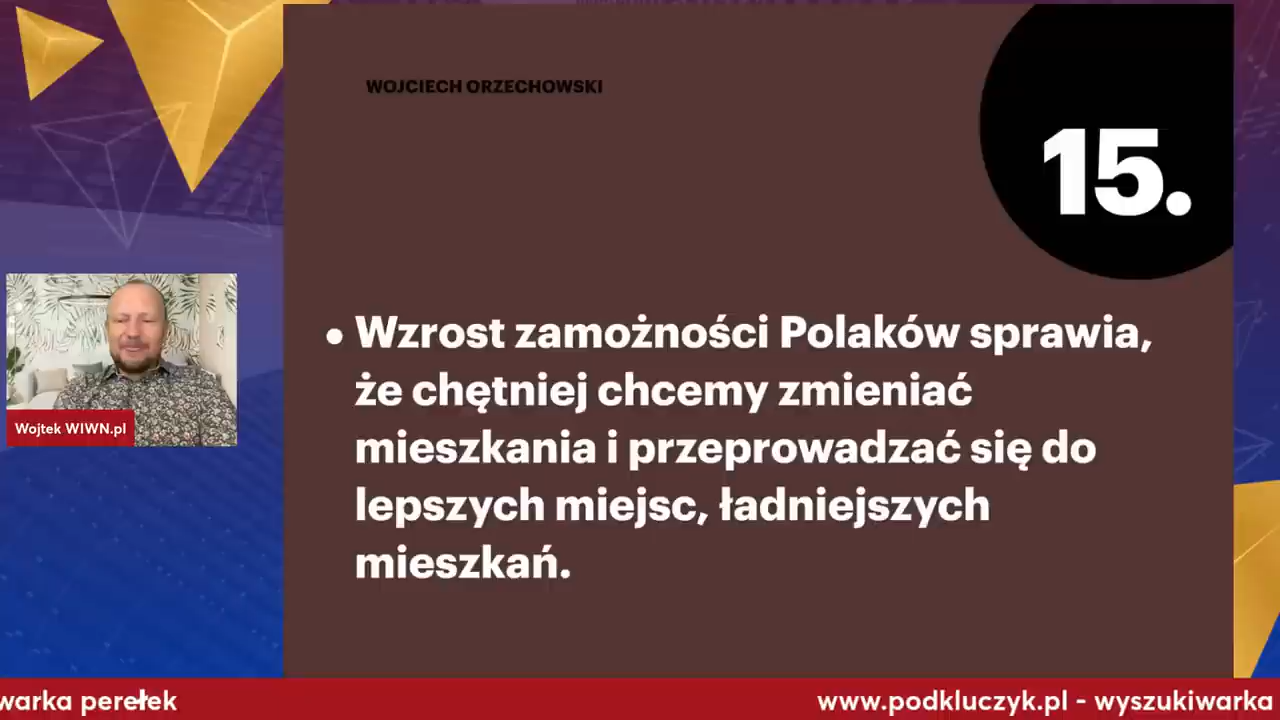 WOJCIECH ORZECHOWSKI
15.
• Wzrost zamożności Polaków sprawia,
że chętniej chcemy zmieniać
mieszkania i przeprowadzać się do
lepszych miejsc, ładniejszych
mieszkań.
Wojtek WIWN.pl
warka perełek www.podkluczyk.pl - wyszukiwarka